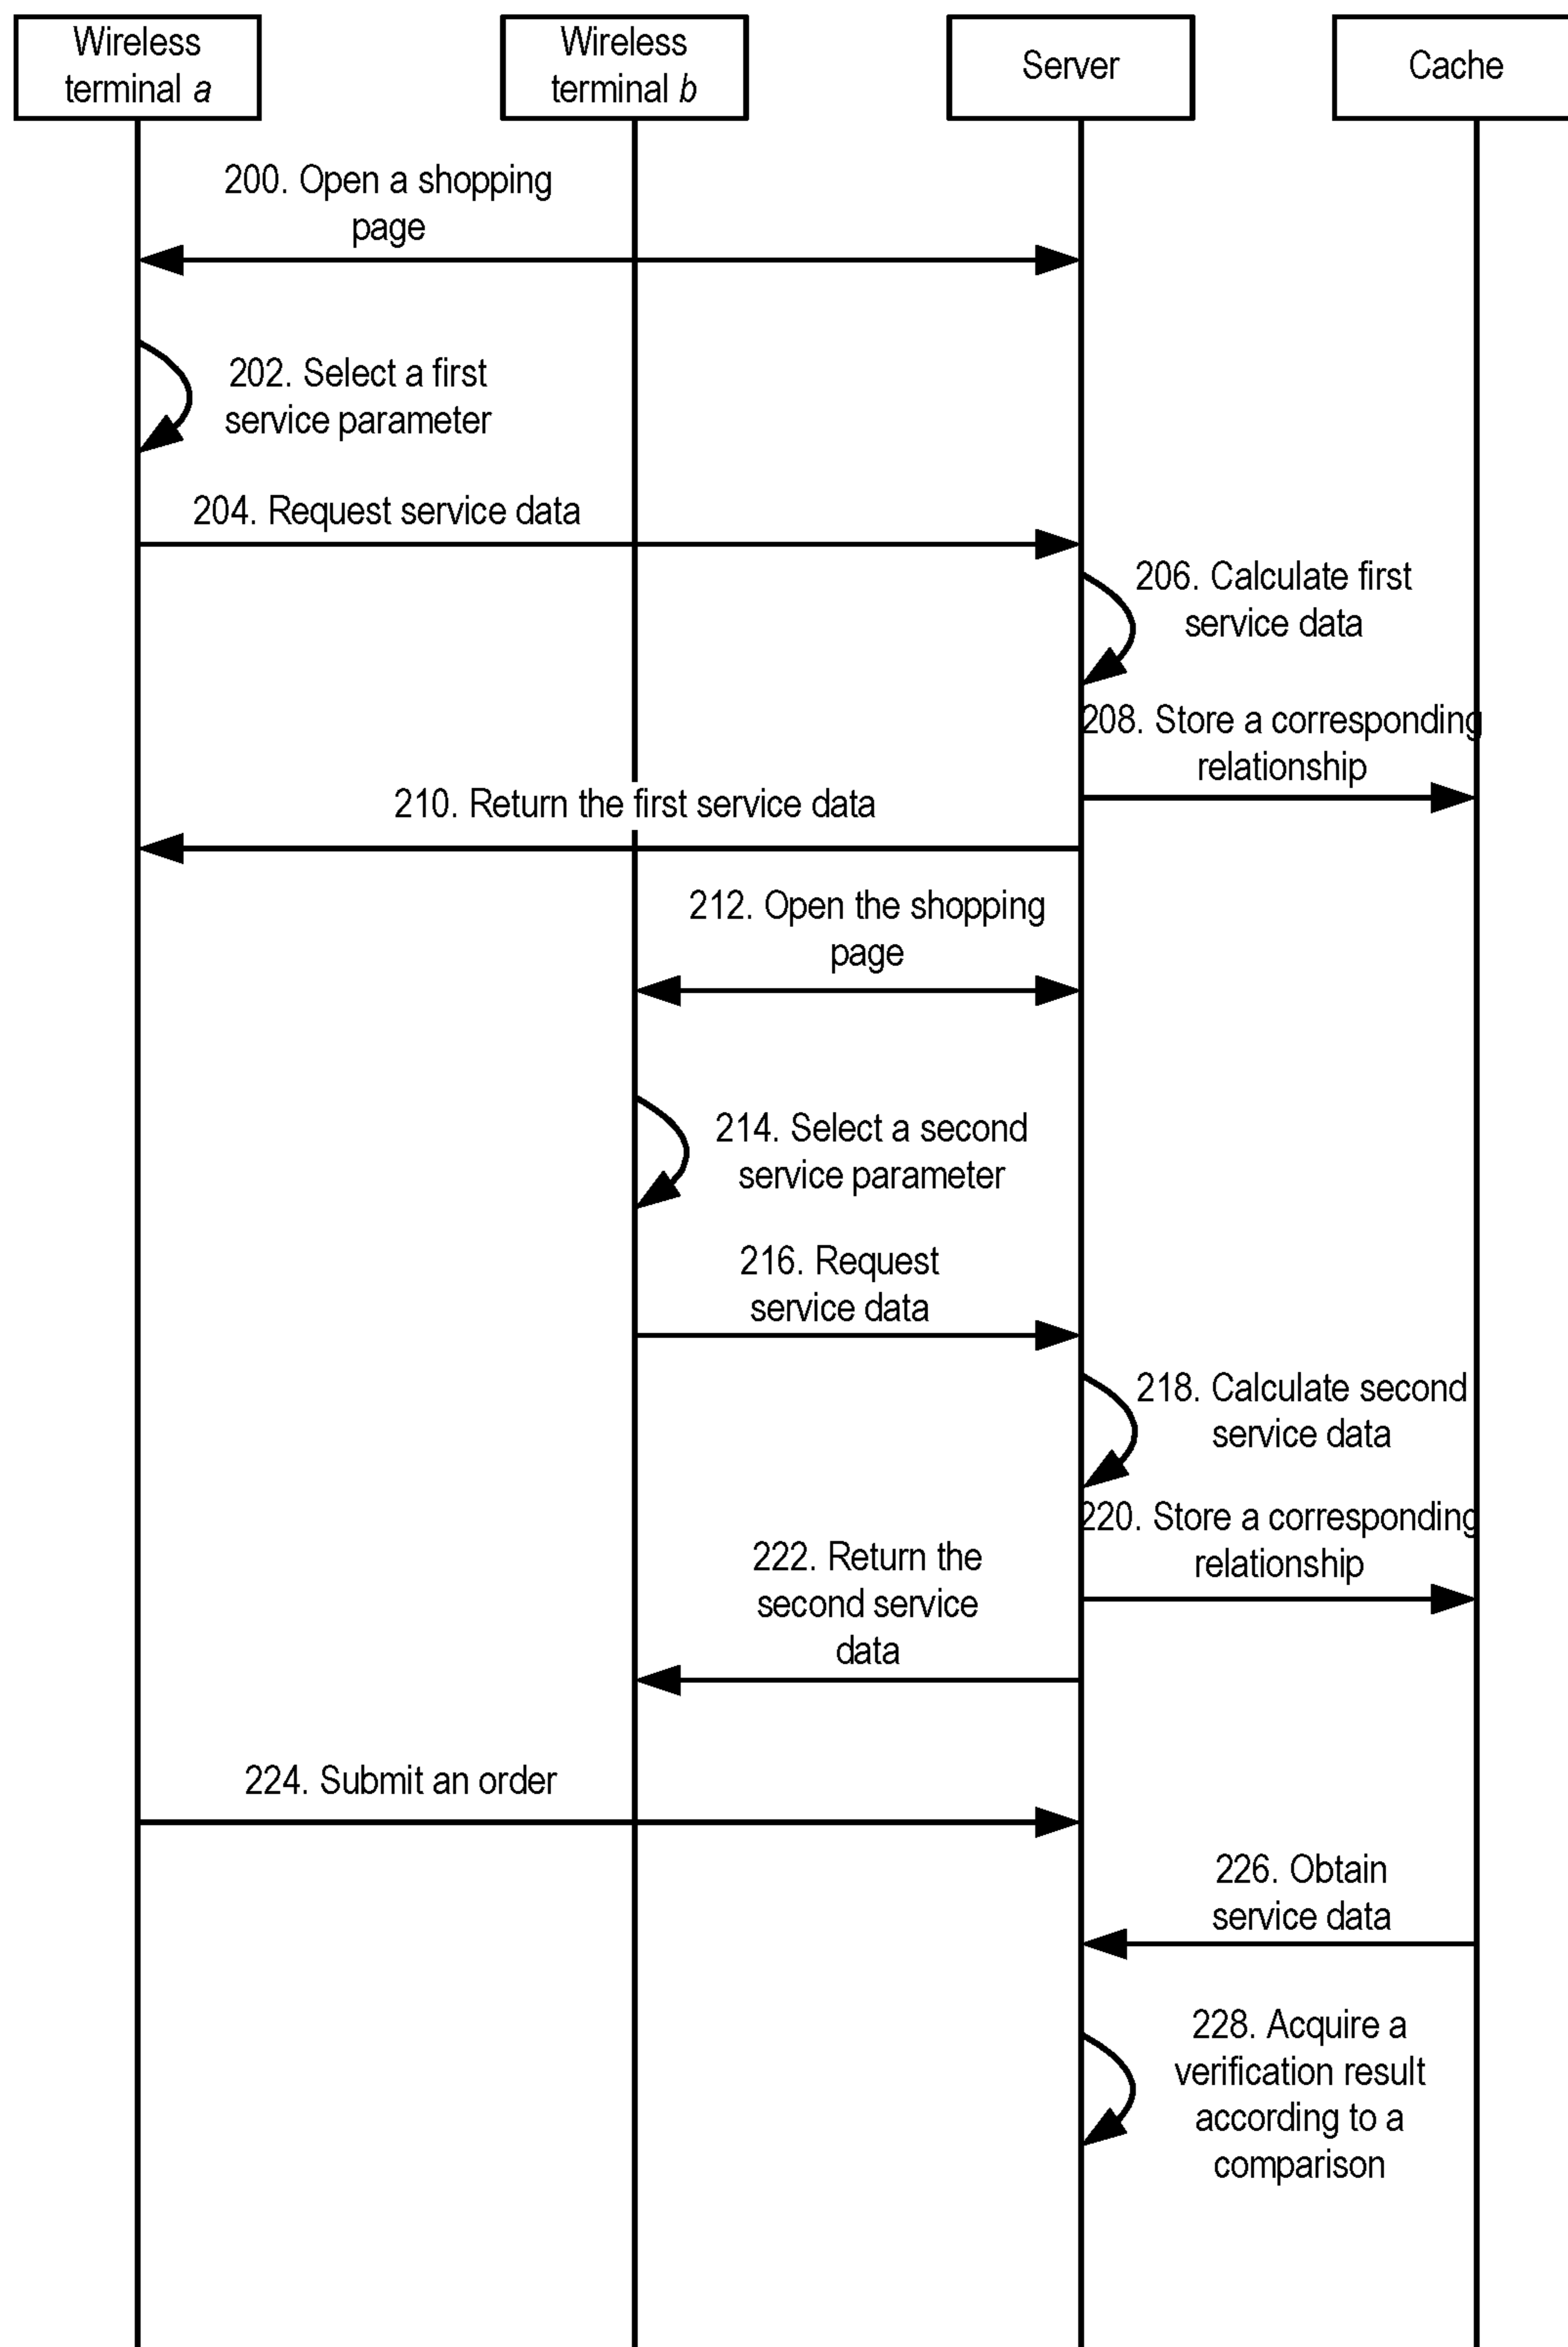 Wireless
terminal a
Wireless
terminal b
Server
Cache
200. Open a shopping
page
202. Select a first
service parameter
204. Request service data
206. Calculate first
service data
208. Store a corresponding
relationship
210. Return the first service data
212. Open the shopping
page
214. Select a second
service parameter
216. Request
service data
218. Calculate second
service data
220. Store a corresponding
relationship
222. Return the
second service
data
224. Submit an order
226. Obtain
service data
228. Acquire a
verification result
according to a
comparison